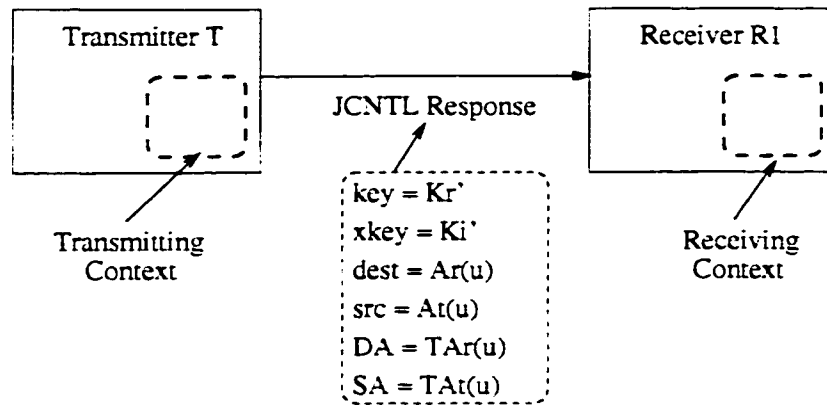 Transmitter T
Receiver R1
JCNTL Response
key = Kr'
xkey = Ki'
dest = Ar(u)
src = At(u)
DA = TAr(u)
SA = TAt(u)
Transmitting
Context
Receiving
Context